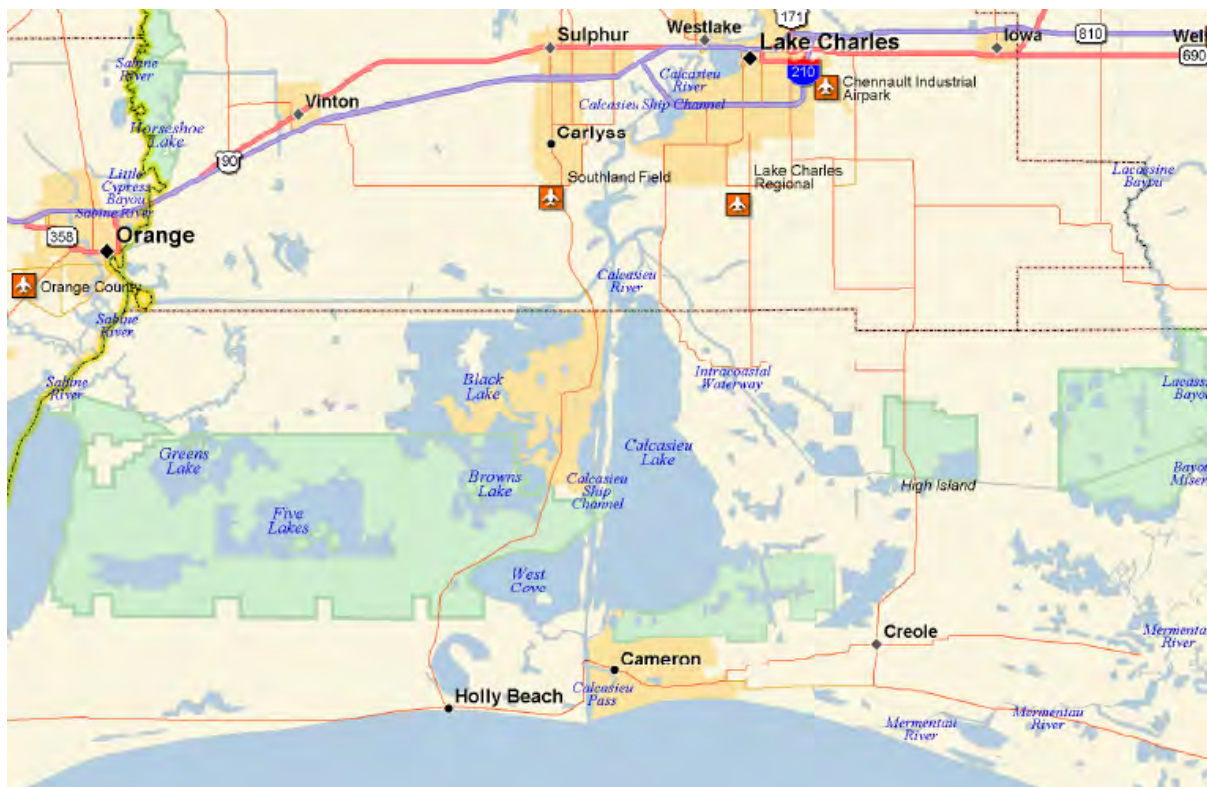 171
Westlake
Sulphur
Lake Charles
Iowa
810
Well
690
Sabine
River
Calcasieu
River
210
Chennault Industrial
Airpark
Vinton
Calcasieu Ship Channel
Horseshoe
Lake
Carlyss
90
Little
Cypress
Bayou
Sabine River
Southland Field
Lake Charles
Regional
Lacassine
Bayou
358
Orange
Orange County
Calcasieu
River
Sabine
River
Sabine
River
Black
Lake
Intracoastal
Waterway
Lacassin
Bayou
Greens
Lake
Browns
Lake
Calcasieu
Lake
Calcasieu
Ship
Channel
High Island
Bayou
Miser
Five
Lakes
West
Cove
Creole
Mermentau
River
Cameron
Holly Beach
Calcasieu
Pass
Mermentau
River
Mermentau
River